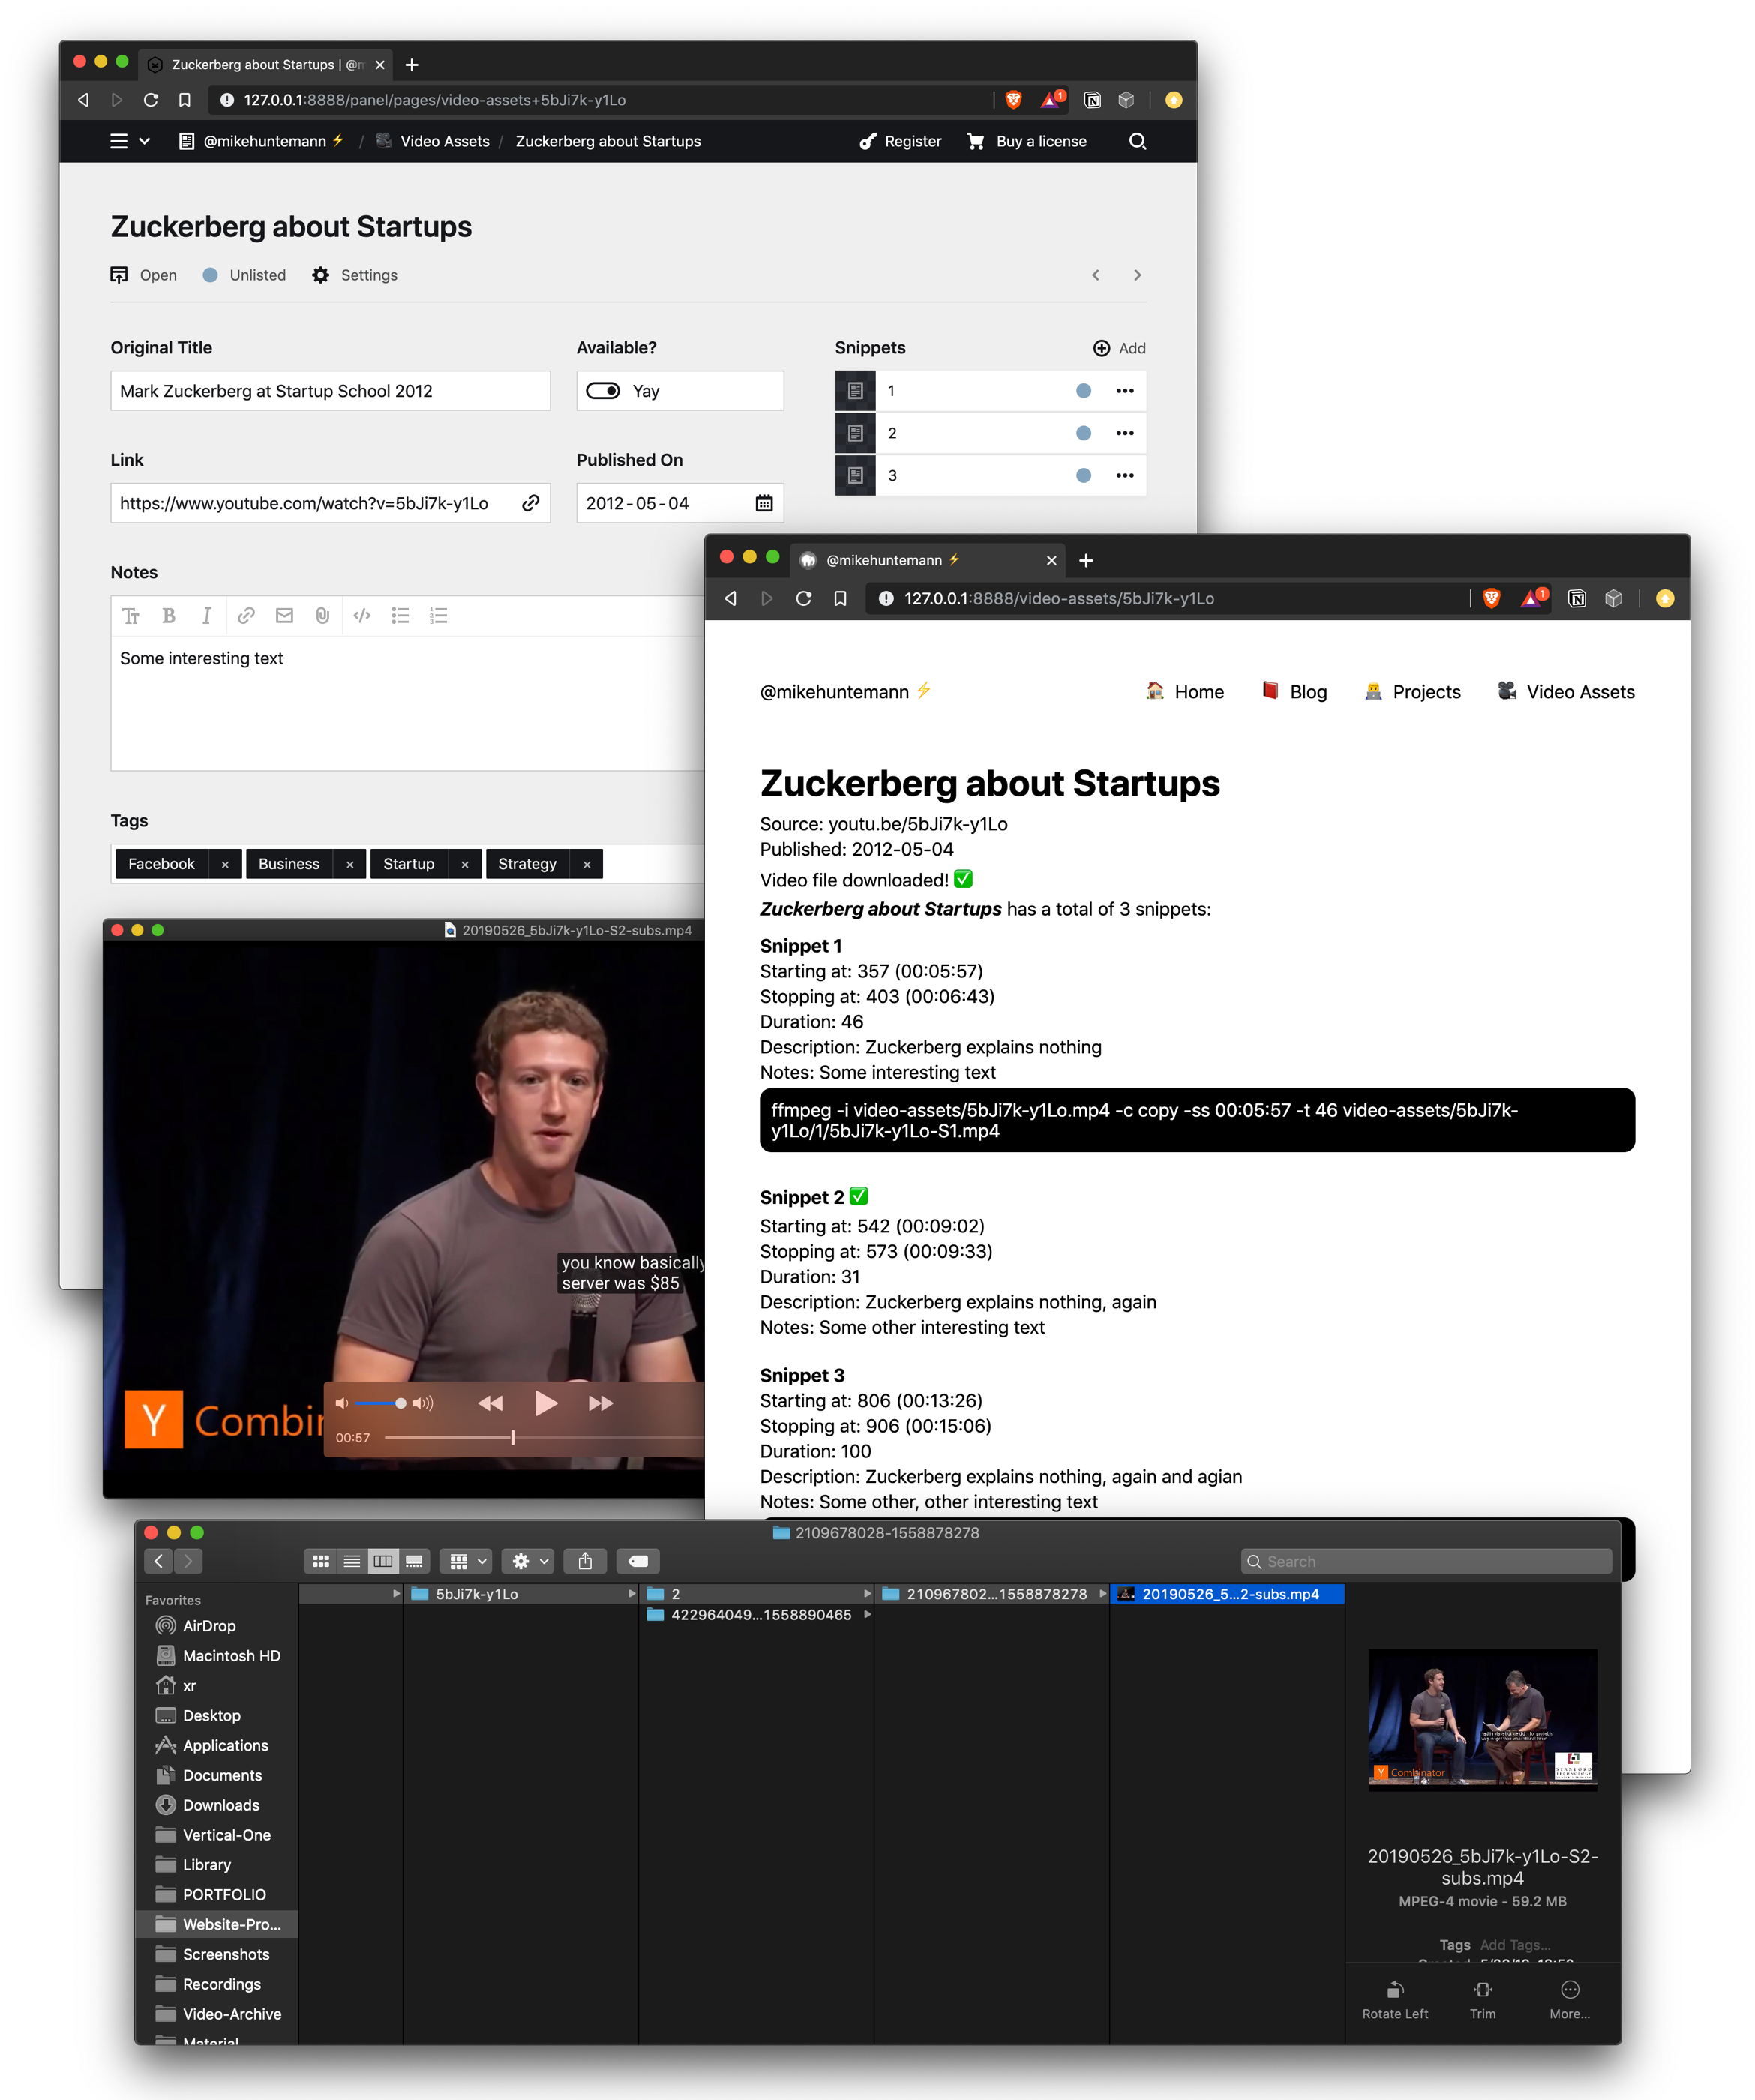 Zuckerberg about Startups | @m
127.0.0.1:8888/panel/pages/video-assets+5bJi7k-y1Lo
1
@mikehuntemann ⚡ / Video Assets / Zuckerberg about Startups
Register
Buy a license
Zuckerberg about Startups
Open
Unlisted
Settings
Original Title
Mark Zuckerberg at Startup School 2012
Available?
Yay
Snippets
Add
1
2
3
Link
https://www.youtube.com/watch?v=5bJi7k-y1Lo
Published On
2012-05-04
Notes
Some interesting text
Tags
Facebook × Business × Startup × Strategy ×
@mikehuntemann ⚡
127.0.0.1:8888/video-assets/5bJi7k-y1Lo
1
@mikehuntemann ⚡
Home
Blog
Projects
Video Assets
Zuckerberg about Startups
Source: youtu.be/5bJi7k-y1Lo
Published: 2012-05-04
Video file downloaded! ✅
Zuckerberg about Startups has a total of 3 snippets:
Snippet 1
Starting at: 357 (00:05:57)
Stopping at: 403 (00:06:43)
Duration: 46
Description: Zuckerberg explains nothing
Notes: Some interesting text
ffmpeg -i video-assets/5bJi7k-y1Lo.mp4 -c copy -ss 00:05:57 -t 46 video-assets/5bJi7k-
y1Lo/1/5bJi7k-y1Lo-S1.mp4
Snippet 2 ✅
Starting at: 542 (00:09:02)
Stopping at: 573 (00:09:33)
Duration: 31
Description: Zuckerberg explains nothing, again
Notes: Some other interesting text
Snippet 3
Starting at: 806 (00:13:26)
Stopping at: 906 (00:15:06)
Duration: 100
Description: Zuckerberg explains nothing, again and agian
Notes: Some other, other interesting text
20190526_5bJi7k-y1Lo-S2-subs.mp4
you know basically
server was $85
Y Combin
00:57
2109678028-1558878278
Search
Favorites
AirDrop
Macintosh HD
xr
Desktop
Applications
Documents
Downloads
Vertical-One
Library
PORTFOLIO
Website-Pro...
Screenshots
Recordings
Video-Archive
Material
5bJi7k-y1Lo
2
422964049...1558890465
210967802...1558878278
20190526_5...2-subs.mp4
Y Combinator
20190526_5bJi7k-y1Lo-S2-
subs.mp4
MPEG-4 movie - 59.2 MB
Tags Add Tags...
Rotate Left
Trim
More...